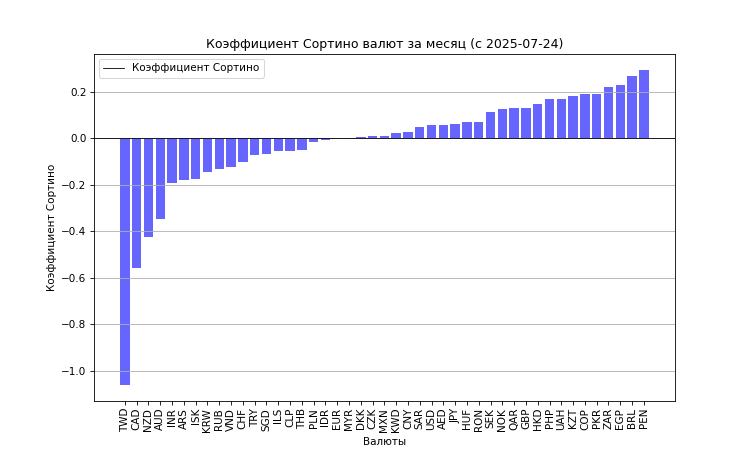 Коэффициент Сортино валют за месяц (с 2025-07-24)
Коэффициент Сортино
0.2
0.0
−0.2
−0.4
−0.6
−0.8
−1.0
Коэффициент Сортино
TWD CAD NZD AUD INR ARS ISK KRW RUB VND CHF TRY SGD ILS CLP THB PLN IDR EUR MYR DKK CZK MXN KWD CNY SAR USD AED JPY HUF RON SEK NOK QAR GBP HKD PHP UAH KZT COP PKR ZAR EGP BRL PEN
Валюты